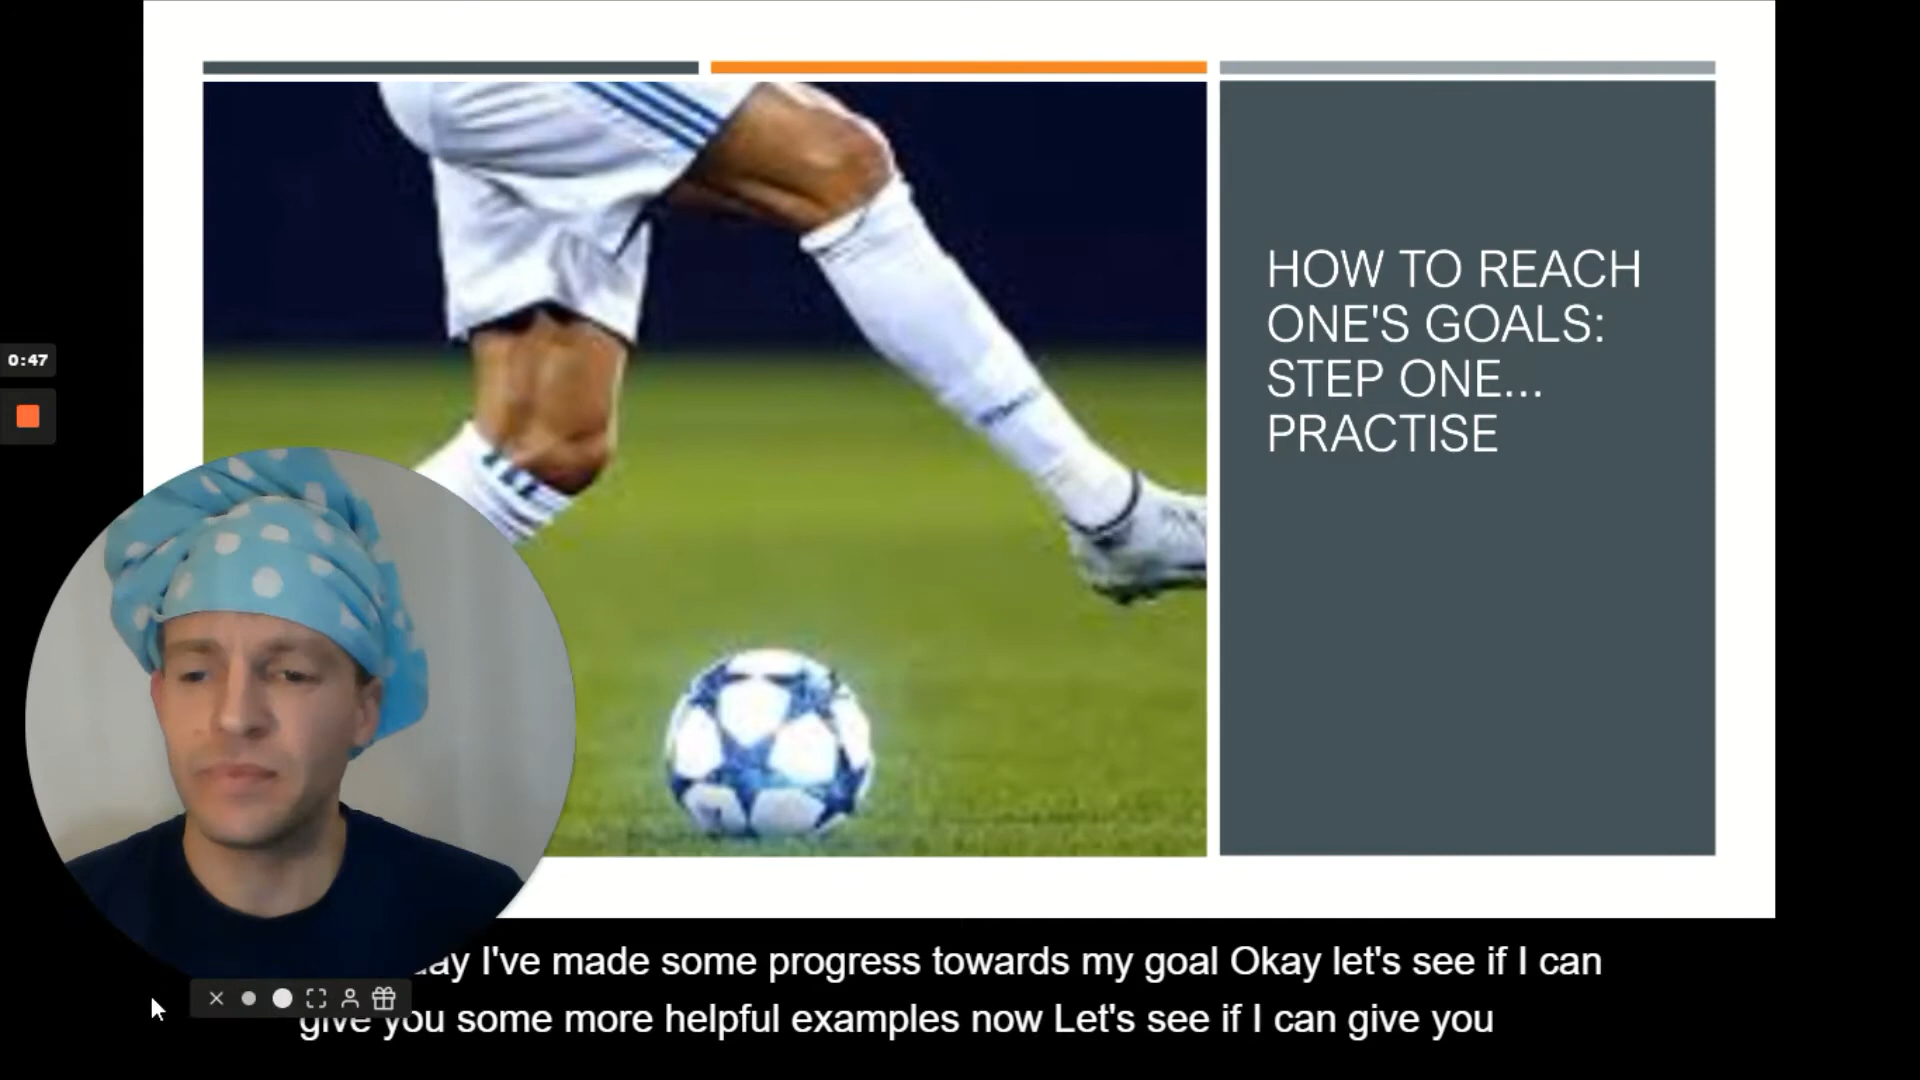 HOW TO REACH
ONE'S GOALS:
STEP ONE...
PRACTISE
0:47
I've made some progress towards my goal Okay let's see if I can
give you some more helpful examples now Let's see if I can give you